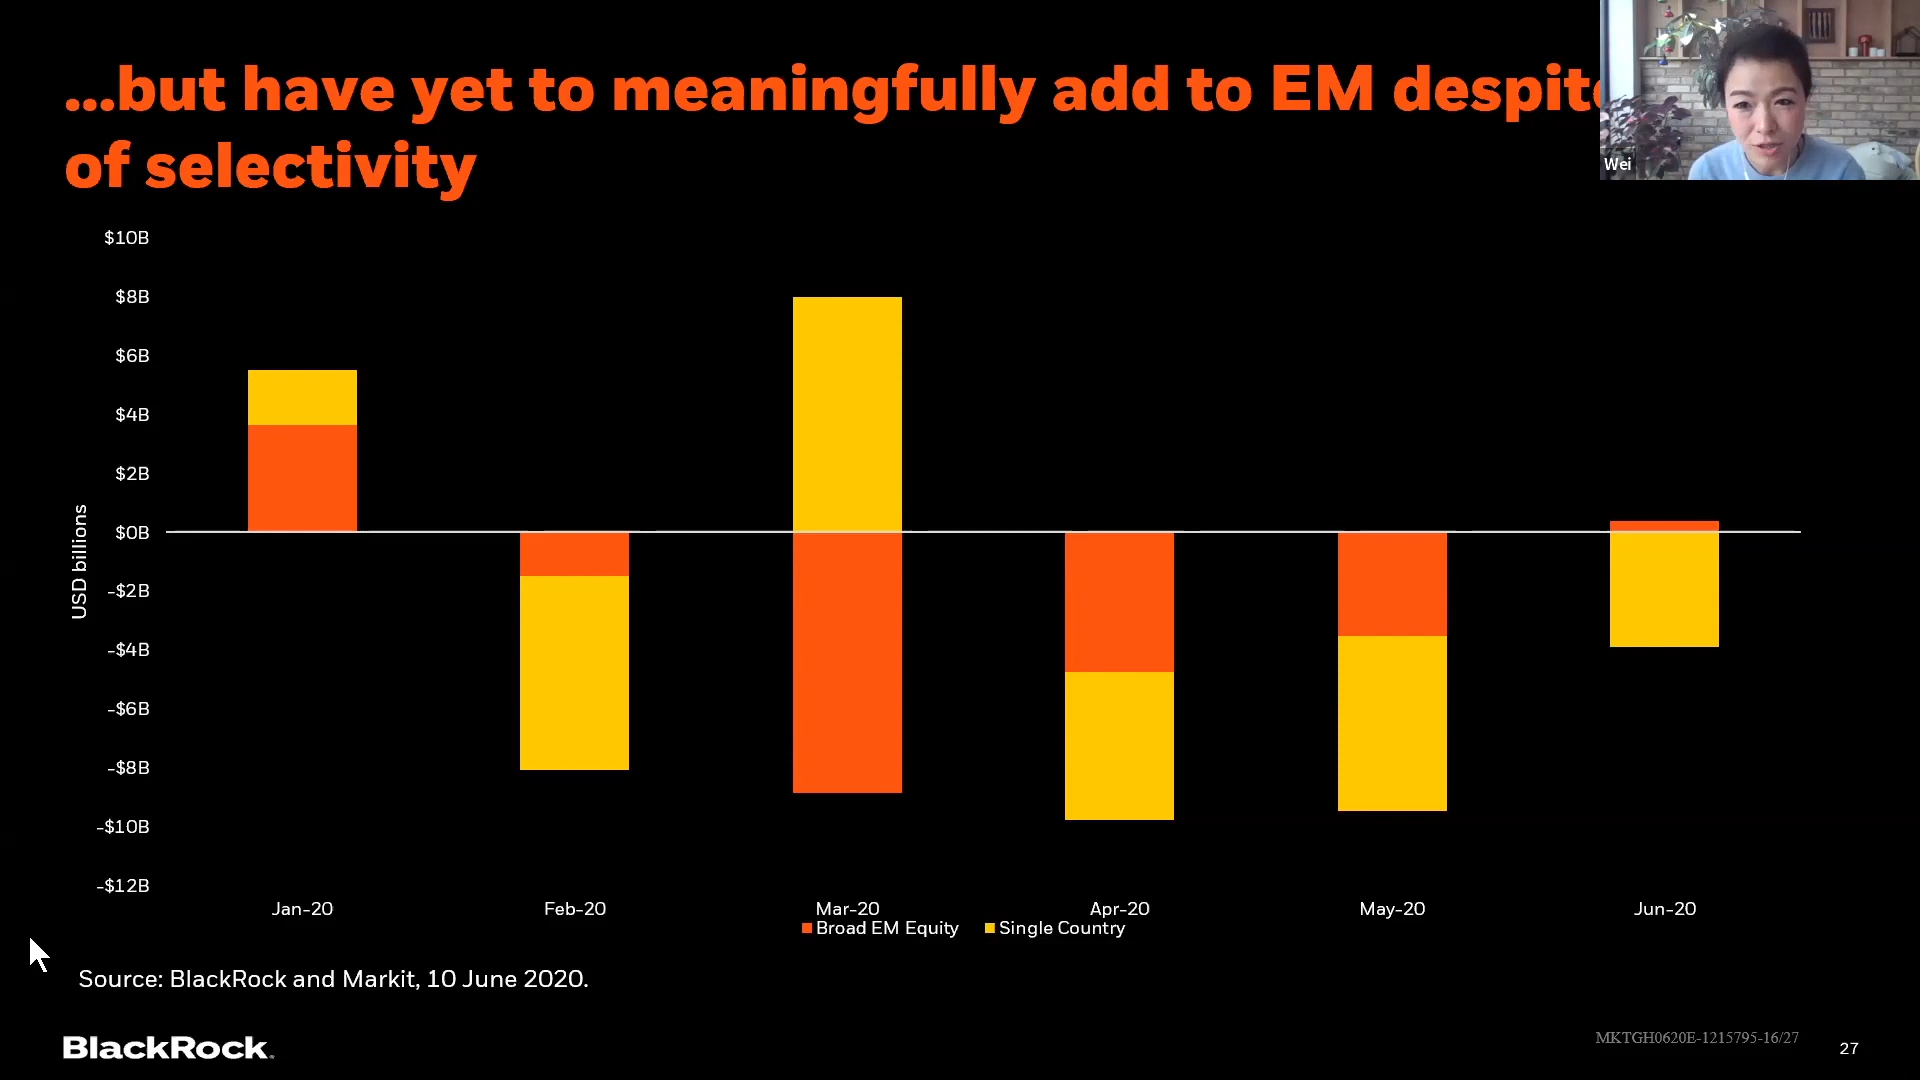 ...but have yet to meaningfully add to EM despite
of selectivity
Wei
$10B
$8B
$6B
$4B
$2B
$0B
-$2B
-$4B
-$6B
-$8B
-$10B
-$12B
USD billions
Jan-20 Feb-20 Mar-20 Apr-20 May-20 Jun-20
Broad EM Equity Single Country
Source: BlackRock and Markit, 10 June 2020.
BlackRock.
MKTGH0620E-1215795-16/27
27